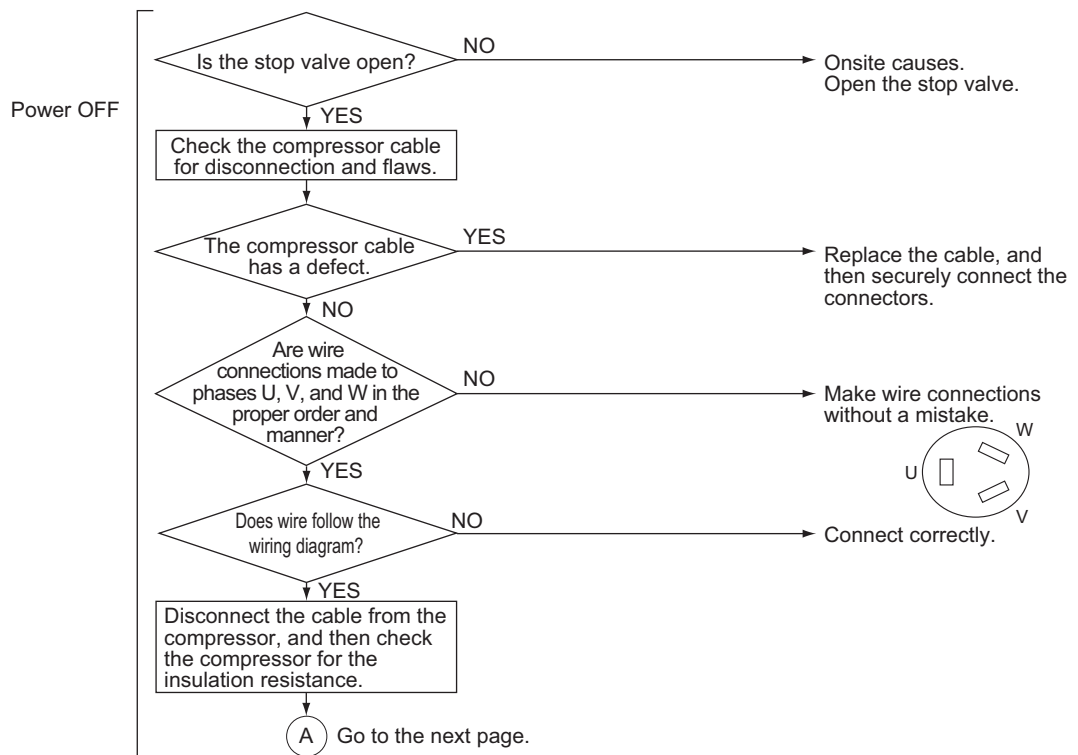 Power OFF
Is the stop valve open?
NO
Onsite causes.
Open the stop valve.
YES
Check the compressor cable
for disconnection and flaws.
The compressor cable
has a defect.
YES
Replace the cable, and
then securely connect the
connectors.
NO
Are wire
connections made to
phases U, V, and W in the
proper order and
manner?
NO
Make wire connections
without a mistake.
W
U
V
YES
Does wire follow the
wiring diagram?
NO
Connect correctly.
YES
Disconnect the cable from the
compressor, and then check
the compressor for the
insulation resistance.
A Go to the next page.